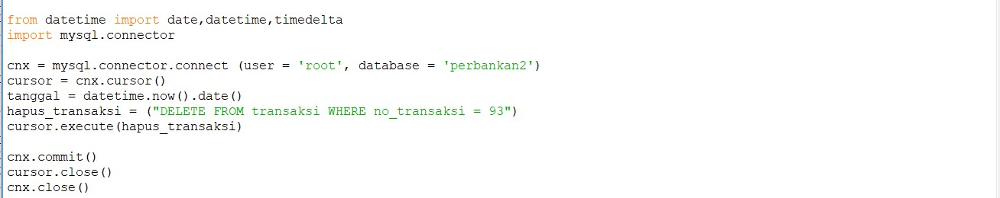 from datetime import date,datetime,timedelta
import mysql.connector
cnx = mysql.connector.connect (user = 'root', database = 'perbankan2')
cursor = cnx.cursor()
tanggal = datetime.now().date()
hapus_transaksi = ("DELETE FROM transaksi WHERE no_transaksi = 93")
cursor.execute(hapus_transaksi)
cnx.commit()
cursor.close()
cnx.close()